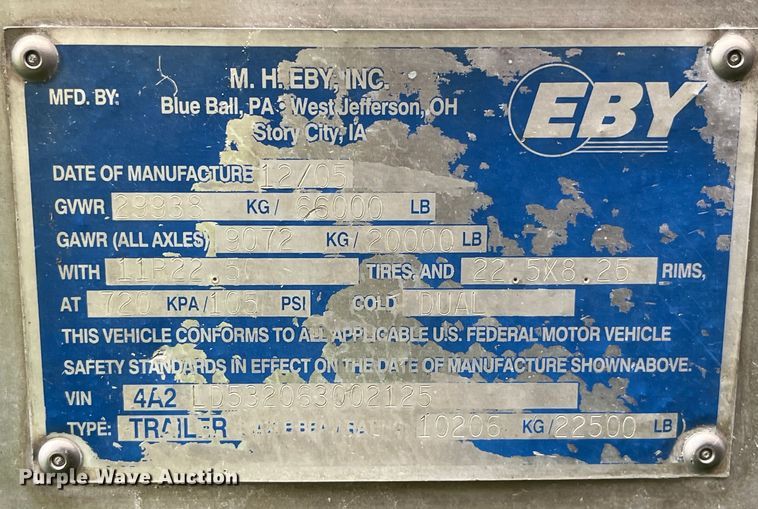 MFD. BY: M. H. EBY, INC.
Blue Ball, PA • West Jefferson, OH
Story City, IA
EBY
DATE OF MANUFACTURE 12/05
GVWR 29938 KG/ 66000 LB
GAWR (ALL AXLES) 9072 KG/ 20000 LB
WITH 11R22.5 TIRES, AND 22.5X8.25 RIMS,
AT 720 KPA/ 105 PSI COLD DUAL
THIS VEHICLE CONFORMS TO ALL APPLICABLE U.S. FEDERAL MOTOR VEHICLE
SAFETY STANDARDS IN EFFECT ON THE DATE OF MANUFACTURE SHOWN ABOVE.
VIN 4A2 LD532063002125
TYPE: TRAILER 10206 KG/ 22500 LB)
Purple Wave Auction